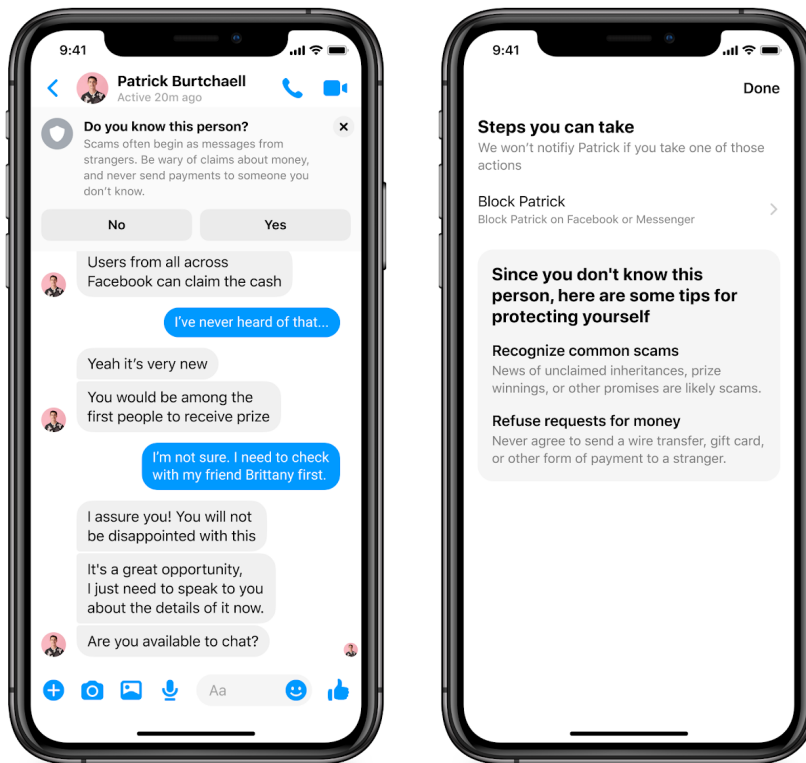 9:41
Patrick Burtchaell
Active 20m ago
Do you know this person?
Scams often begin as messages from
strangers. Be wary of claims about money,
and never send payments to someone you
don't know.
No
Yes
Users from all across
Facebook can claim the cash
I've never heard of that...
Yeah it's very new
You would be among the
first people to receive prize
I'm not sure. I need to check
with my friend Brittany first.
I assure you! You will not
be disappointed with this
It's a great opportunity,
I just need to speak to you
about the details of it now.
Are you available to chat?
Aa
9:41
Done
Steps you can take
We won't notifiy Patrick if you take one of those
actions
Block Patrick
Block Patrick on Facebook or Messenger
Since you don't know this
person, here are some tips for
protecting yourself
Recognize common scams
News of unclaimed inheritances, prize
winnings, or other promises are likely scams.
Refuse requests for money
Never agree to send a wire transfer, gift card,
or other form of payment to a stranger.